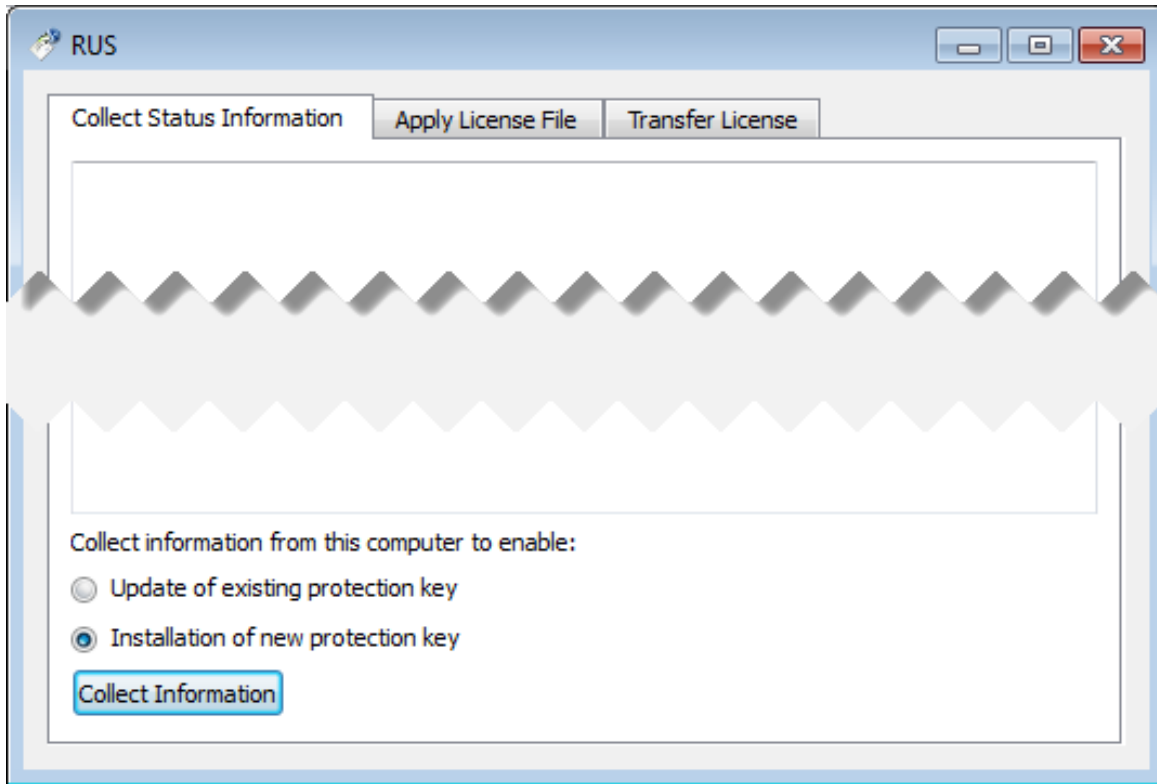 RUS
Collect Status Information Apply License File Transfer License
Collect information from this computer to enable:
Update of existing protection key
Installation of new protection key
Collect Information